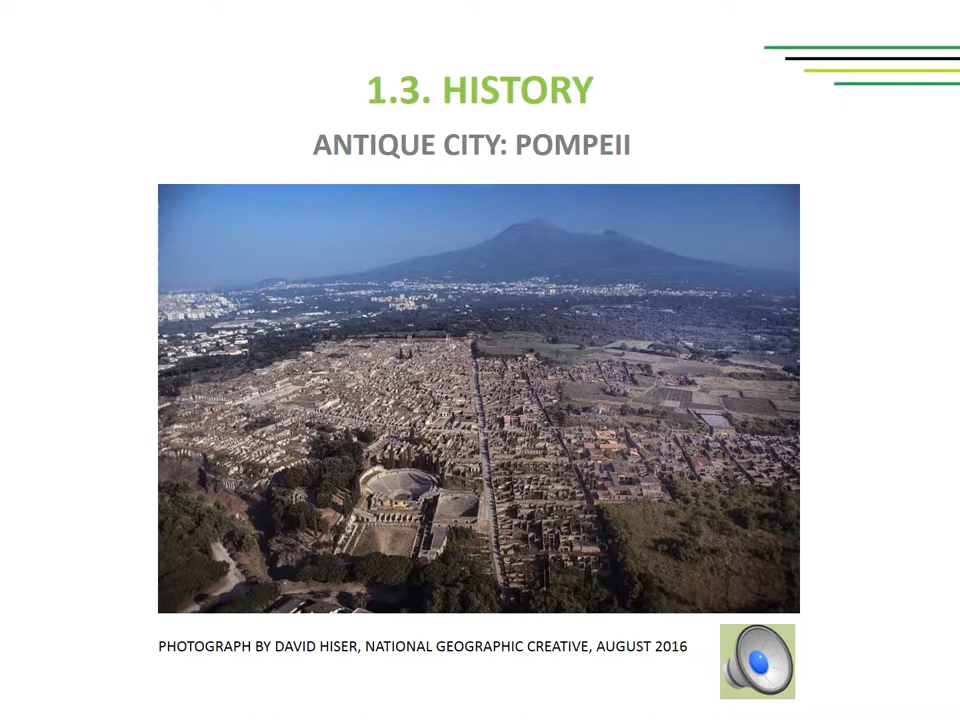 1.3. HISTORY
ANTIQUE CITY: POMPEII
PHOTOGRAPH BY DAVID HISER, NATIONAL GEOGRAPHIC CREATIVE, AUGUST 2016